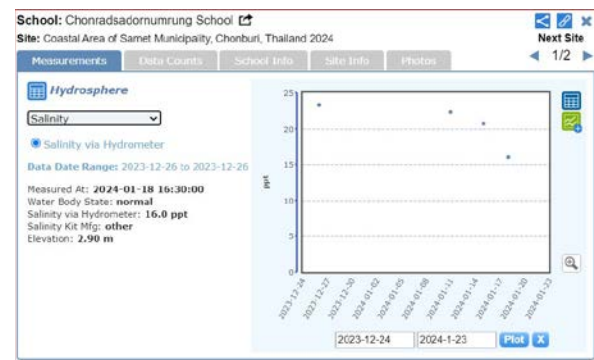 School: Chonradsadornumrung School
Site: Coastal Area of Samet Municipality, Chonburi, Thailand 2024
Next Site
1/2
Measurements
Data Counts
School Info
Site Info
Photos
Hydrosphere
Salinity
Salinity via Hydrometer
Data Date Range: 2023-12-26 to 2023-12-26
Measured At: 2024-01-18 16:30:00
Water Body State: normal
Salinity via Hydrometer: 16.0 ppt
Salinity Kit Mfg: other
Elevation: 2.90 m
ppt
25
20
15
10
5
0
2023-12-24
2023-12-27
2023-12-30
2024-01-02
2024-01-05
2024-01-08
2024-01-11
2024-01-14
2024-01-17
2024-01-20
2024-01-23
2023-12-24
2024-1-23
Plot
X